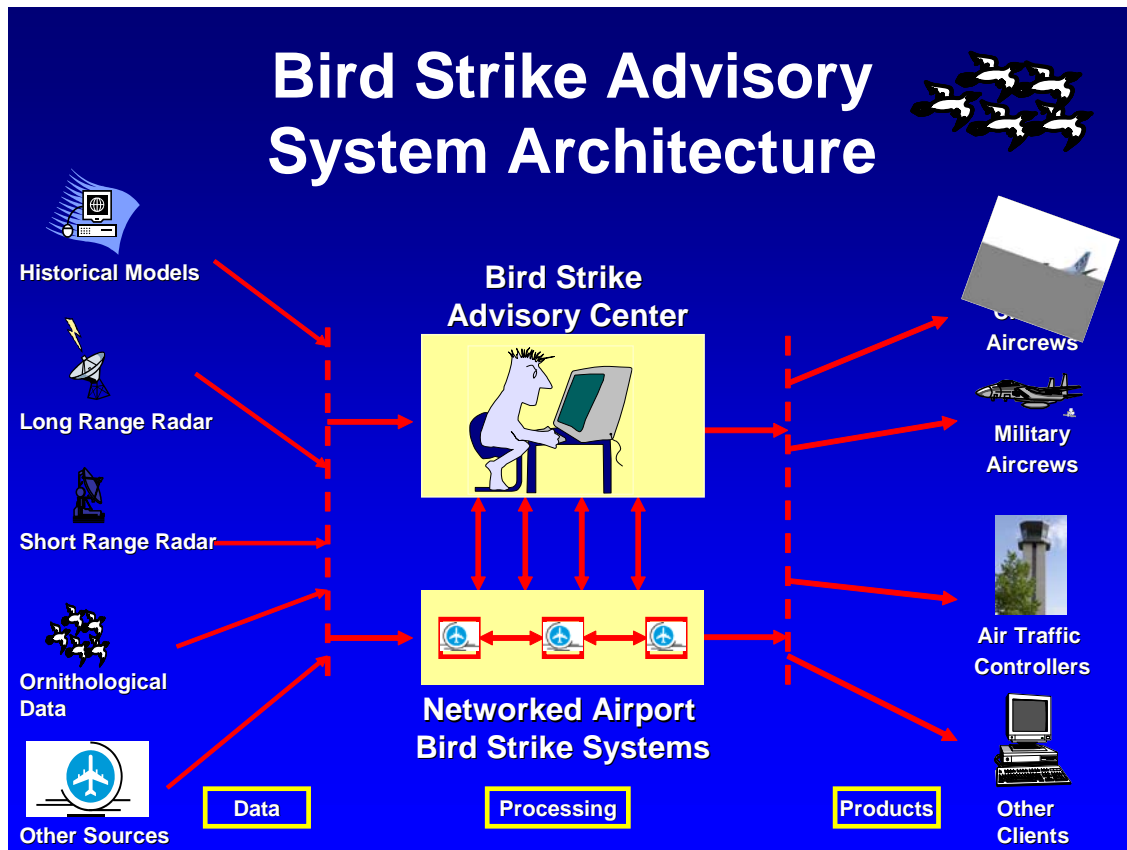 Bird Strike Advisory
System Architecture
Historical Models
Long Range Radar
Short Range Radar
Ornithological
Data
Other Sources
Bird Strike
Advisory Center
Networked Airport
Bird Strike Systems
Aircrews
Military
Aircrews
Air Traffic
Controllers
Other
Clients
Data
Processing
Products